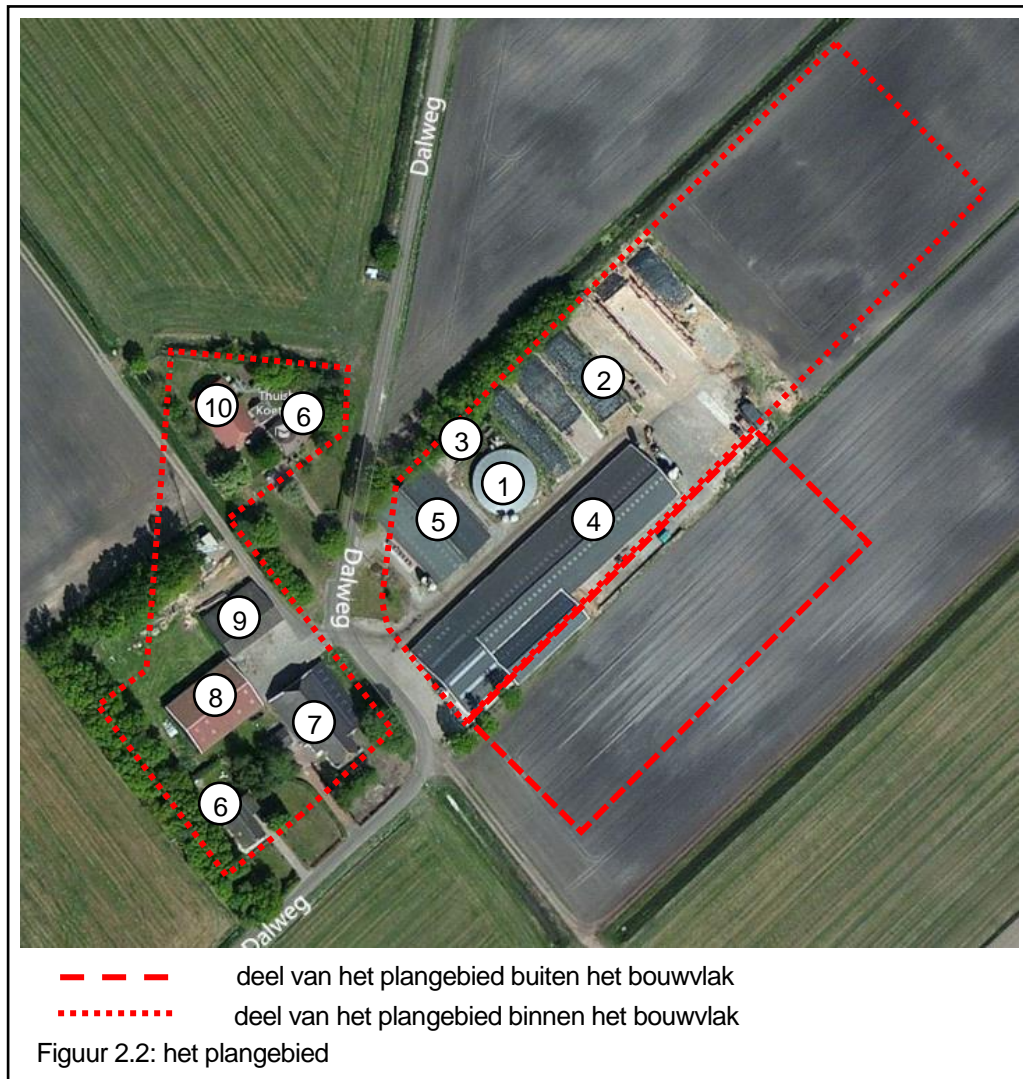 Dalweg
10
Thuis
6
2
3
1
5
4
Dalweg
9
8
7
6
Dalweg
deel van het plangebied buiten het bouwvlak
deel van het plangebied binnen het bouwvlak
Figuur 2.2: het plangebied